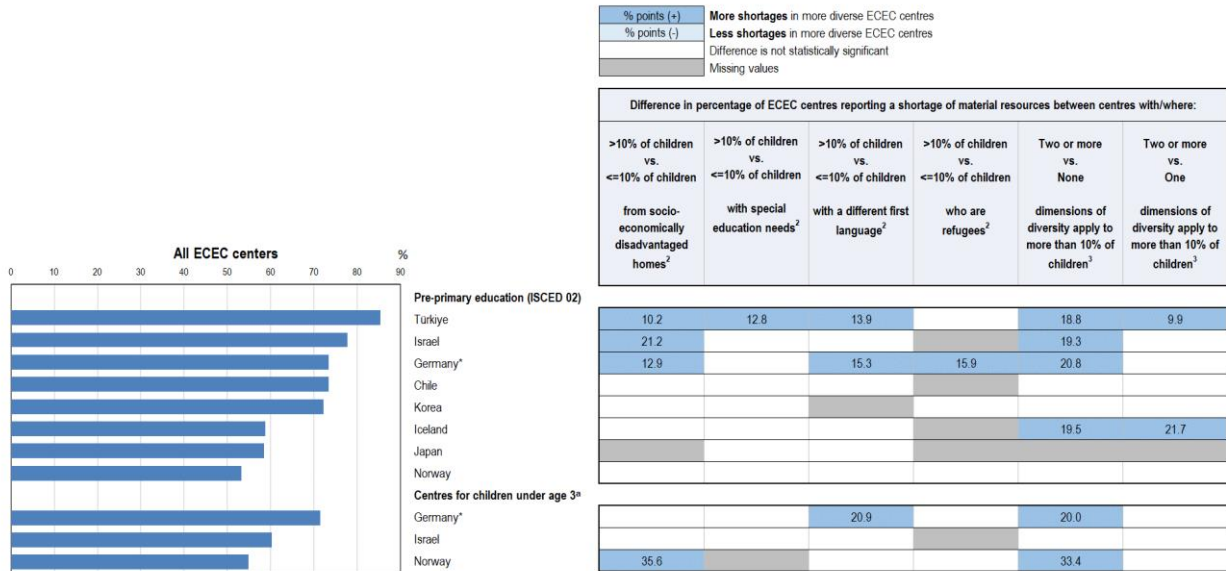 % points (+) More shortages in more diverse ECEC centres
% points (-) Less shortages in more diverse ECEC centres
Difference is not statistically significant
Missing values
Difference in percentage of ECEC centres reporting a shortage of material resources between centres with/where:
>10% of children >10% of children >10% of children >10% of children Two or more Two or more
vs. vs. vs. vs. vs. vs.
<=10% of children <=10% of children <=10% of children <=10% of children None One
from socio- with special with a different first who are dimensions of dimensions of
economically education needs² language² refugees² diversity apply to diversity apply to
disadvantaged more than 10% of more than 10% of
homes² children³ children³
All ECEC centers %
0 10 20 30 40 50 60 70 80 90
Pre-primary education (ISCED 02)
Türkiye 10.2 12.8 13.9 18.8 9.9
Israel 21.2 19.3
Germany* 12.9 15.3 15.9 20.8
Chile
Korea
Iceland 19.5 21.7
Japan
Norway
Centres for children under age 3ᵃ
Germany* 20.9 20.0
Israel
Norway 35.6 33.4